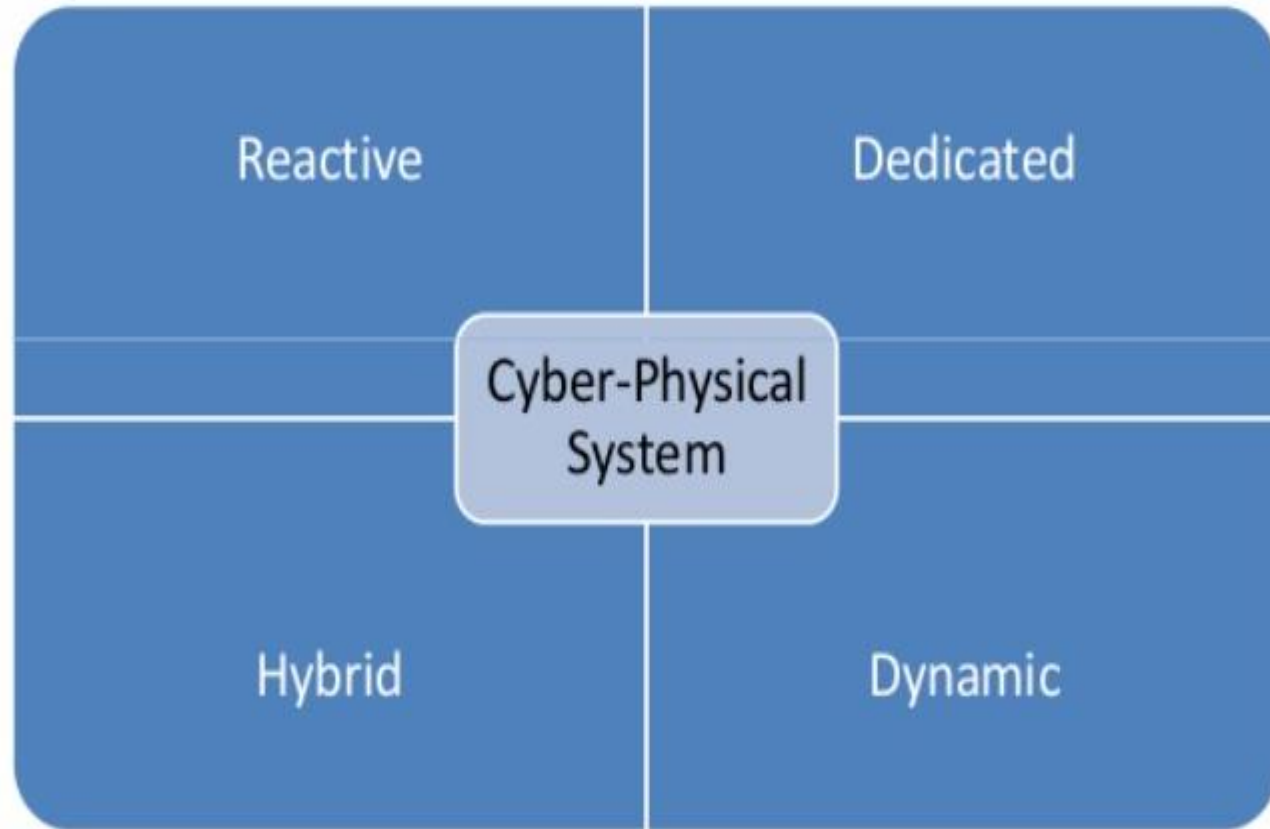 Reactive
Dedicated
Cyber-Physical
System
Hybrid
Dynamic